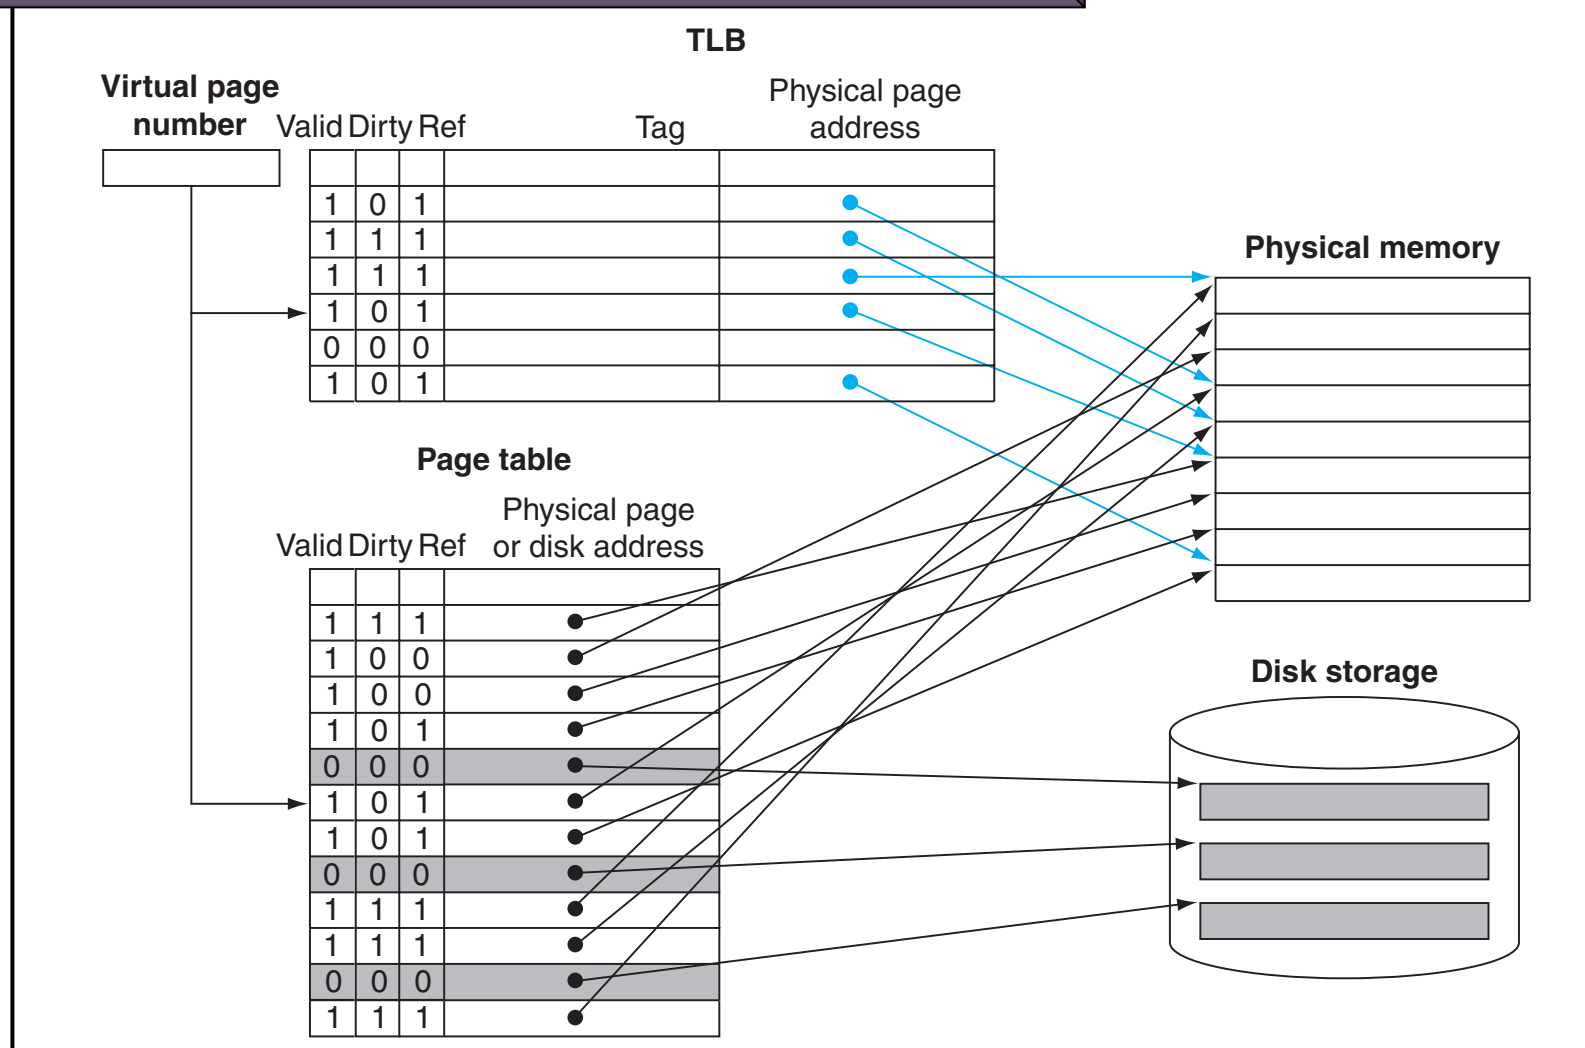 TLB
Virtual page
number
Valid Dirty Ref
Tag
Physical page
address
1 0 1
1 1 1
1 1 1
1 0 1
0 0 0
1 0 1
Physical memory
Page table
Physical page
Valid Dirty Ref or disk address
1 1 1
1 0 0
1 0 0
1 0 1
0 0 0
1 0 1
1 0 1
0 0 0
1 1 1
1 1 1
0 0 0
1 1 1
Disk storage